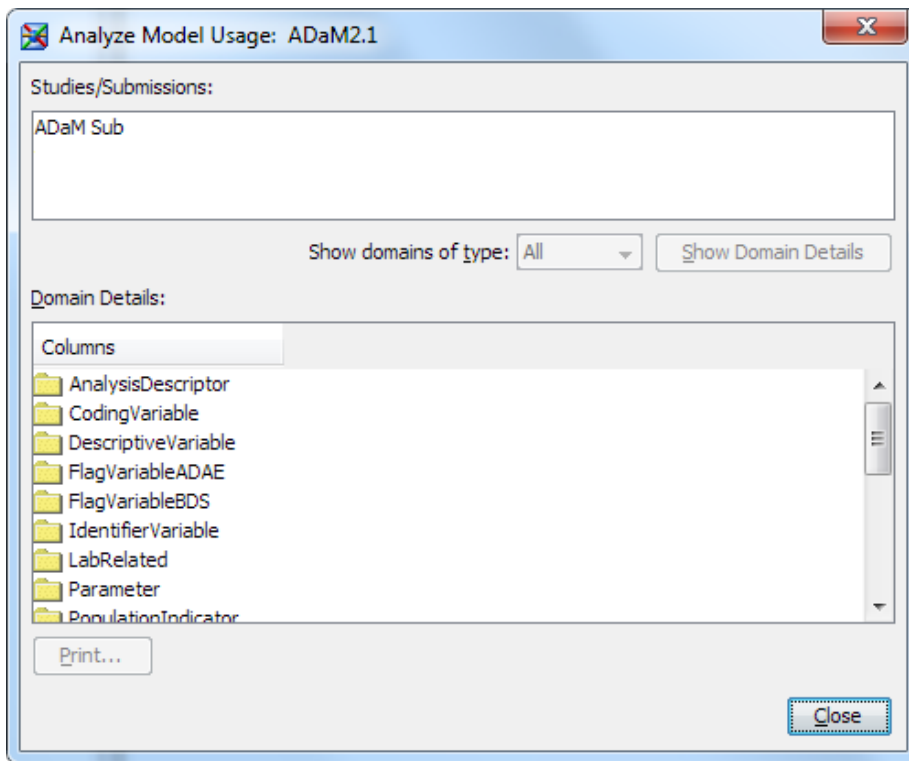 Analyze Model Usage: ADaM2.1
Studies/Submissions:
ADaM Sub
Show domains of type: All Show Domain Details
Domain Details:
Columns
AnalysisDescriptor
CodingVariable
DescriptiveVariable
FlagVariableADAE
FlagVariableBDS
IdentifierVariable
LabRelated
Parameter
PopulationIndicator
Print...
Close